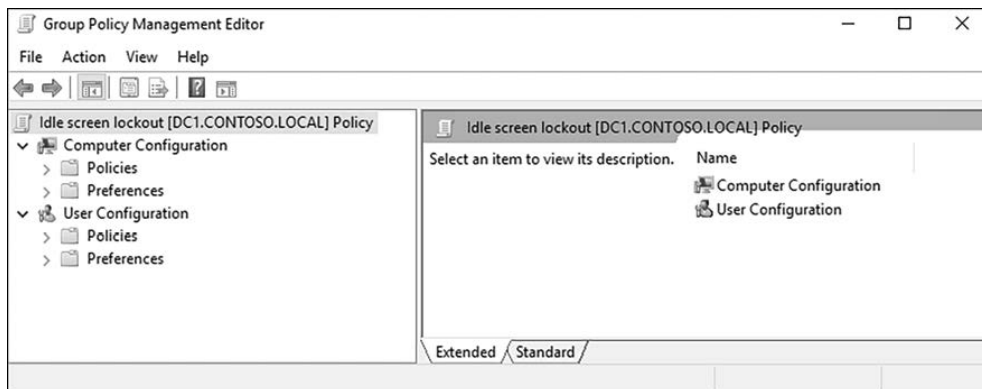 Group Policy Management Editor
File Action View Help
Idle screen lockout [DC1.CONTOSO.LOCAL] Policy
Computer Configuration
Policies
Preferences
User Configuration
Policies
Preferences
Idle screen lockout [DC1.CONTOSO.LOCAL] Policy
Select an item to view its description.
Name
Computer Configuration
User Configuration
Extended Standard